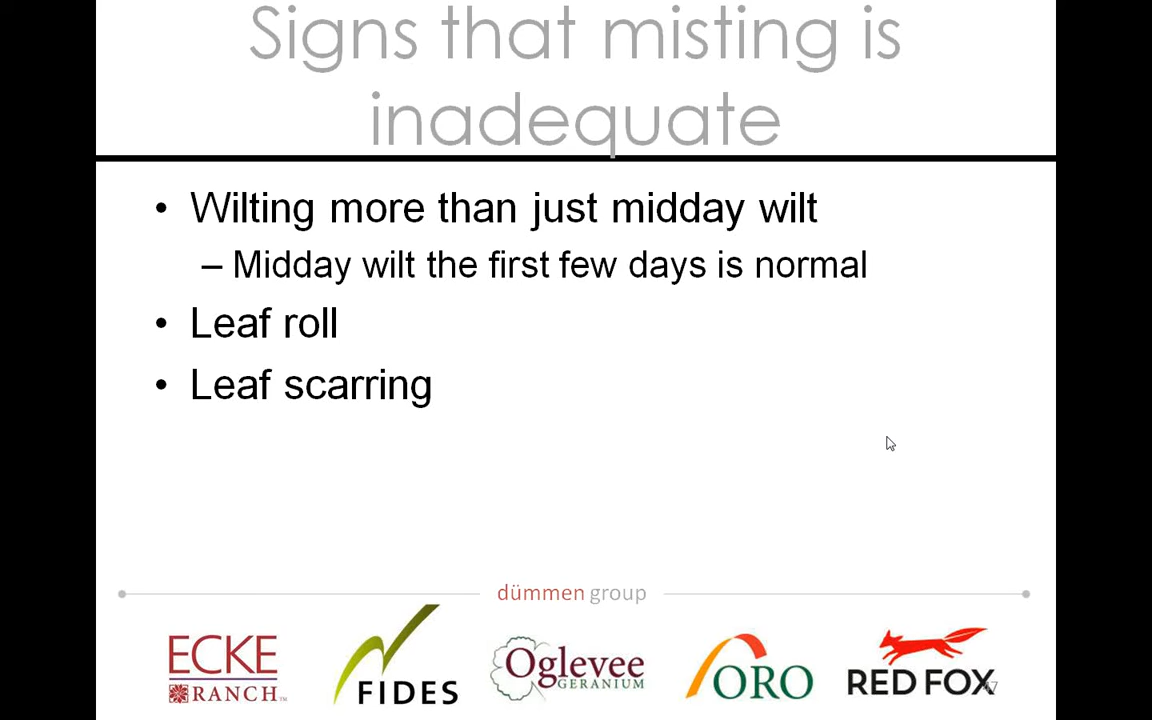 Signs that misting is
inadequate
• Wilting more than just midday wilt
– Midday wilt the first few days is normal
• Leaf roll
• Leaf scarring
dümmen group
ECKE
RANCH™
FIDES
Oglevee
GERANIUM
ORO
RED FOX